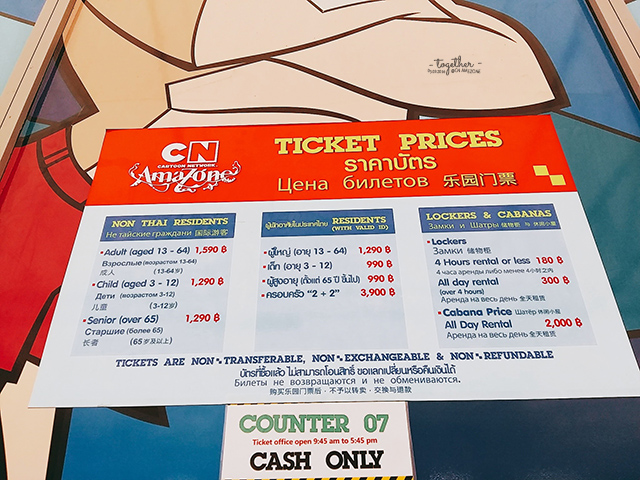 - together -
@CN AMAZONE
CN
CARTOON NETWORK
Amazone
TICKET PRICES
ราคาบัตร
Цена билетов 乐园门票
NON THAI RESIDENTS
Не тайские граждани 国际游客
Adult (aged 13 - 64) 1,590 ฿
Взрослые (возрастом 13-64)
成人 (13-64岁)
Child (aged 3 - 12) 1,290 ฿
Дети (возрастом 3-12)
儿童 (3-12岁)
Senior (over 65) 1,290 ฿
Старшие (более 65)
长者 (65岁及以上)
ผู้พักอาศัยในประเทศไทย RESIDENTS
(WITH VALID ID)
ผู้ใหญ่ (อายุ 13 - 64) 1,290 ฿
เด็ก (อายุ 3 - 12) 990 ฿
ผู้สูงอายุ (ตั้งแต่ 65 ปี ขึ้นไป) 990 ฿
ครอบครัว "2 + 2" 3,900 ฿
LOCKERS & CABANAS
Замки и Шатры 储物柜 与 休闲小屋
Lockers
Замки 储物柜
4 Hours rental or less 180 ฿
4 часа аренды либо менее 4小时之内
All day rental 300 ฿
(over 4 hours)
Аренда на весь день 全天租赁
Cabana Price Шатёр 休闲小屋
All Day Rental 2,000 ฿
Аренда на весь день 全天租赁
TICKETS ARE NON-TRANSFERABLE, NON-EXCHANGEABLE & NON-REFUNDABLE
บัตรที่ซื้อแล้ว ไม่สามารถโอนสิทธิ์ ขอแลกเปลี่ยนหรือคืนเงินได้
Билеты не возвращаются и не обмениваются.
购买乐园门票后，不予以转卖、交换与退款
COUNTER 07
Ticket office open 9:45 am to 5:45 pm
CASH ONLY